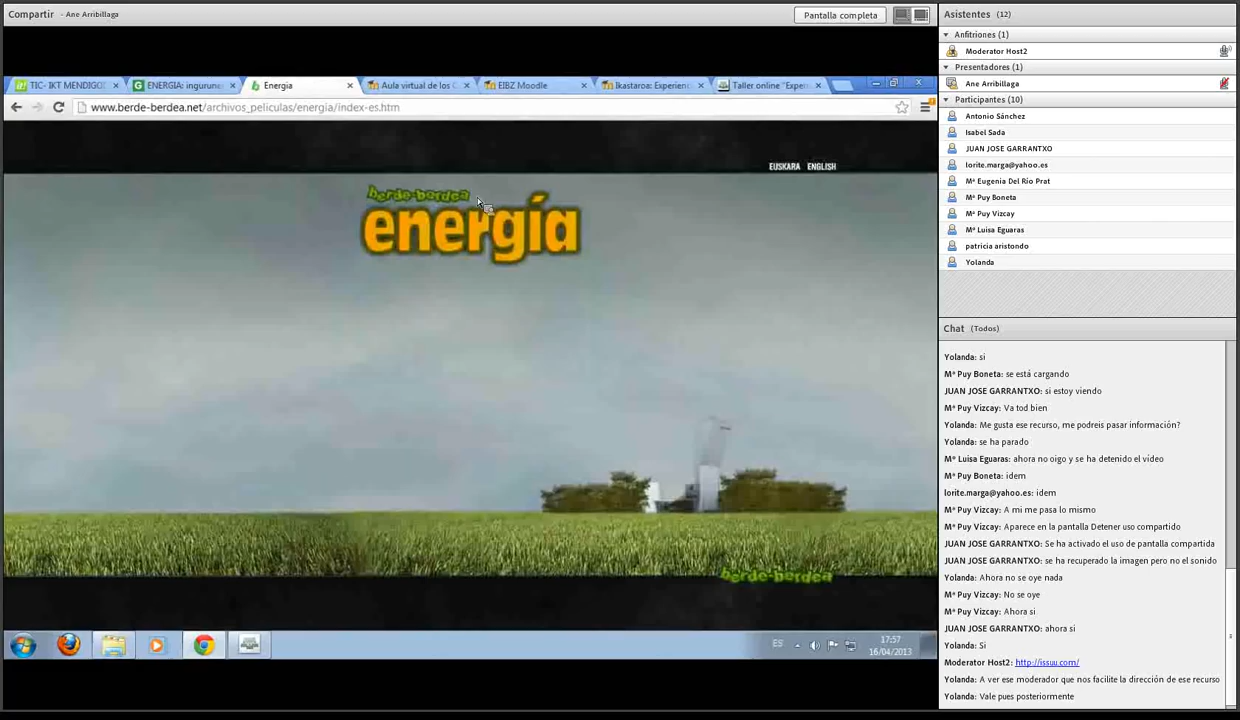 Compartir - Ane Arribillaga
Pantalla completa
TIC- IKT MENDIGOI
ENERGIA: ingurune
Energia
Aula virtual de los C
EIBZ Moodle
Ikastaroa: Experienc
Taller online "Exper
www.berde-berdea.net/archivos_peliculas/energia/index-es.htm
EUSKARA ENGLISH
berde-berdea
energía
berde-berdea
ES
17:57
16/04/2013
Asistentes (12)
Anfitriones (1)
Moderator Host2
Presentadores (1)
Ane Arribillaga
Participantes (10)
Antonio Sánchez
Isabel Sada
JUAN JOSE GARRANTXO
lorite.marga@yahoo.es
Mª Eugenia Del Río Prat
Mª Puy Boneta
Mª Puy Vizcay
Mª Luisa Eguaras
patricia aristondo
Yolanda
Chat (Todos)
Yolanda: si
Mª Puy Boneta: se está cargando
JUAN JOSE GARRANTXO: si estoy viendo
Mª Puy Vizcay: Va tod bien
Yolanda: Me gusta ese recurso, me podreis pasar información?
Yolanda: se ha parado
Mª Luisa Eguaras: ahora no oigo y se ha detenido el vídeo
Mª Puy Boneta: idem
lorite.marga@yahoo.es: idem
Mª Puy Vizcay: A mi me pasa lo mismo
Mª Puy Vizcay: Aparece en la pantalla Detener uso compartido
JUAN JOSE GARRANTXO: Se ha activado el uso de pantalla compartida
JUAN JOSE GARRANTXO: se ha recuperado la imagen pero no el sonido
Yolanda: Ahora no se oye nada
Mª Puy Vizcay: No se oye
Mª Puy Vizcay: Ahora si
JUAN JOSE GARRANTXO: ahora si
Yolanda: Si
Moderator Host2: http://issuu.com/
Yolanda: A ver ese moderador que nos facilite la dirección de ese recurso
Yolanda: Vale pues posteriormente